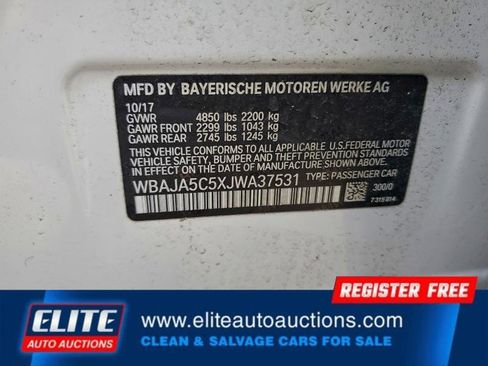 MFD BY BAYERISCHE MOTOREN WERKE AG
10/17
GVWR 4850 lbs 2200 kg
GAWR FRONT 2299 lbs 1043 kg
GAWR REAR 2745 lbs 1245 kg
THIS VEHICLE CONFORMS TO ALL APPLICABLE U.S. FEDERAL MOTOR
VEHICLE SAFETY, BUMPER, AND THEFT PREVENTION STANDARDS IN
EFFECT ON THE DATE OF MANUFACTURE SHOWN ABOVE.
WBAJA5C5XJWA37531 TYPE: PASSENGER CAR
300/0
REGISTER FREE
ELITE
AUTO AUCTIONS
www.eliteautoauctions.com
CLEAN & SALVAGE CARS FOR SALE